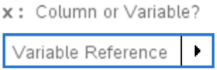 x : Column or Variable?
Variable Reference